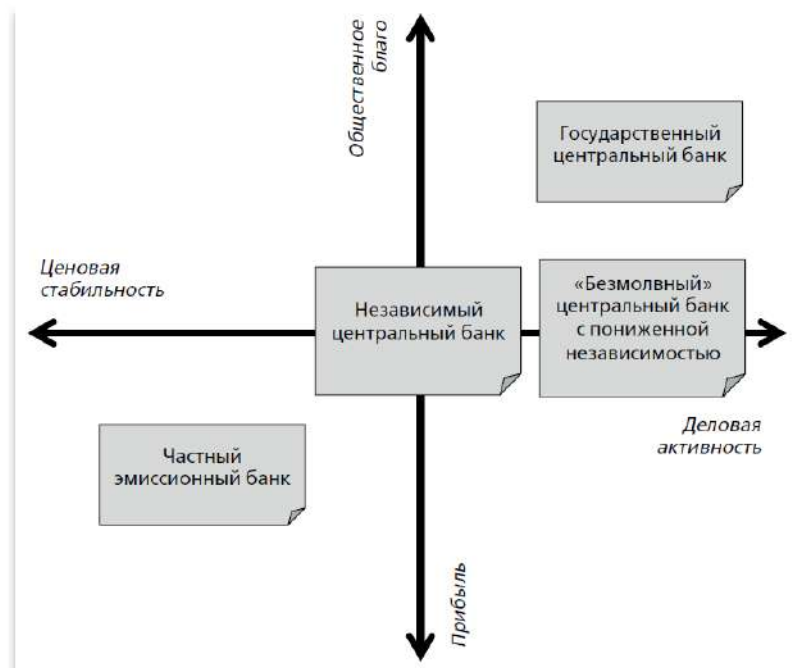 Общественное
благо
Государственный
центральный банк
Ценовая
стабильность
Независимый
центральный банк
«Безмолвный»
центральный банк
с пониженной
независимостью
Деловая
активность
Частный
эмиссионный банк
Прибыль